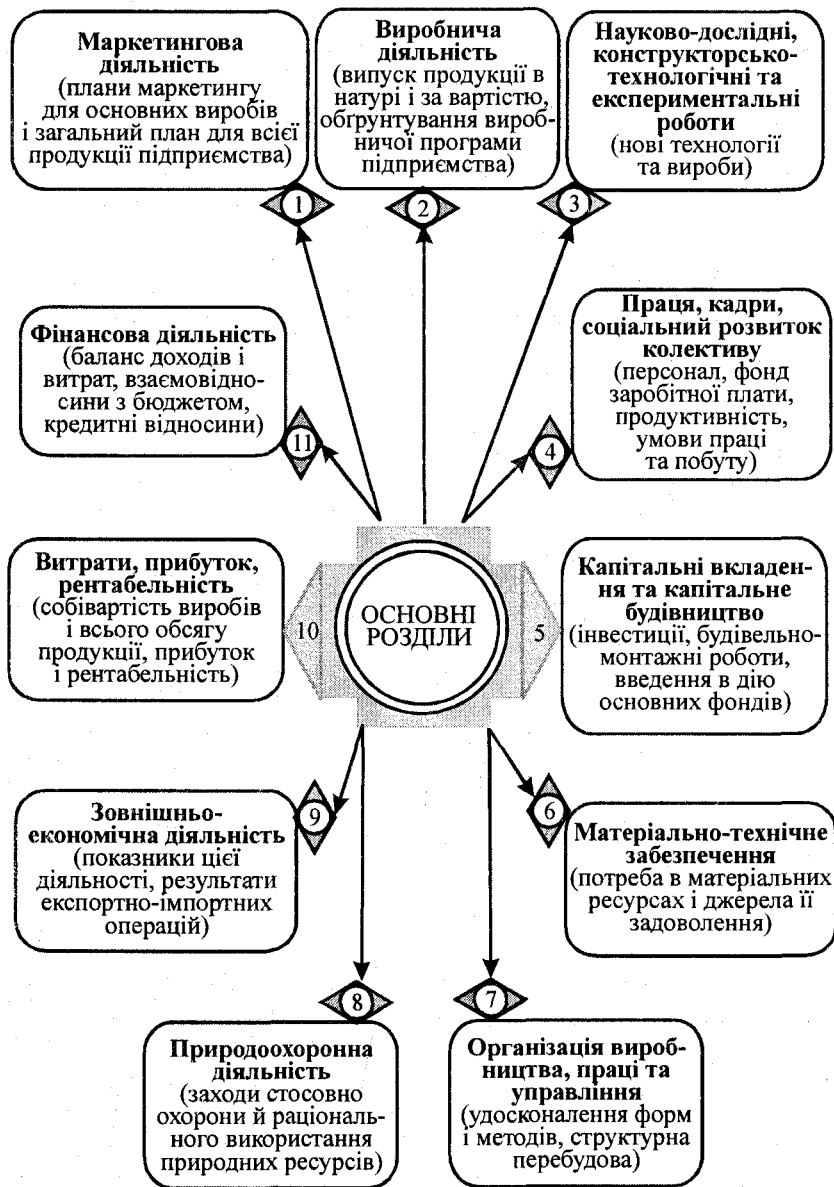 Маркетингова
діяльність
(плани маркетингу
для основних виробів
і загальний план для всієї
продукції підприємства)
1
Виробнича
діяльність
(випуск продукції в
натурі і за вартістю,
обґрунтування вироб-
ничої програми
підприємства)
2
Науково-дослідні,
конструкторсько-
технологічні та
експериментальні
роботи
(нові технології
та вироби)
3
Фінансова діяльність
(баланс доходів і
витрат, взаємовідно-
сини з бюджетом,
кредитні відносини)
11
Праця, кадри,
соціальний розвиток
колективу
(персонал, фонд
заробітної плати,
продуктивність,
умови праці
та побуту)
4
Витрати, прибуток,
рентабельність
(собівартість виробів
і всього обсягу
продукції, прибуток
і рентабельність)
10
ОСНОВНІ
РОЗДІЛИ
5
Капітальні вкладен-
ня та капітальне
будівництво
(інвестиції, будівельно-
монтажні роботи,
введення в дію
основних фондів)
Зовнішньо-
економічна діяльність
(показники цієї
діяльності, результати
експортно-імпортних
операцій)
9
6
Матеріально-технічне
забезпечення
(потреба в матеріальних
ресурсах і джерела її
задоволення)
8
Природоохоронна
діяльність
(заходи стосовно
охорони й раціональ-
ного використання
природних ресурсів)
7
Організація вироб-
ництва, праці та
управління
(удосконалення форм
і методів, структурна
перебудова)